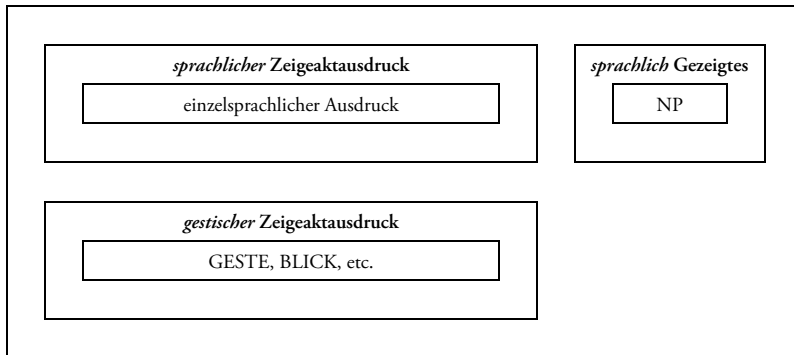 sprachlicher Zeigeaktausdruck
einzelsprachlicher Ausdruck
sprachlich Gezeigtes
NP
gestischer Zeigeaktausdruck
GESTE, BLICK, etc.